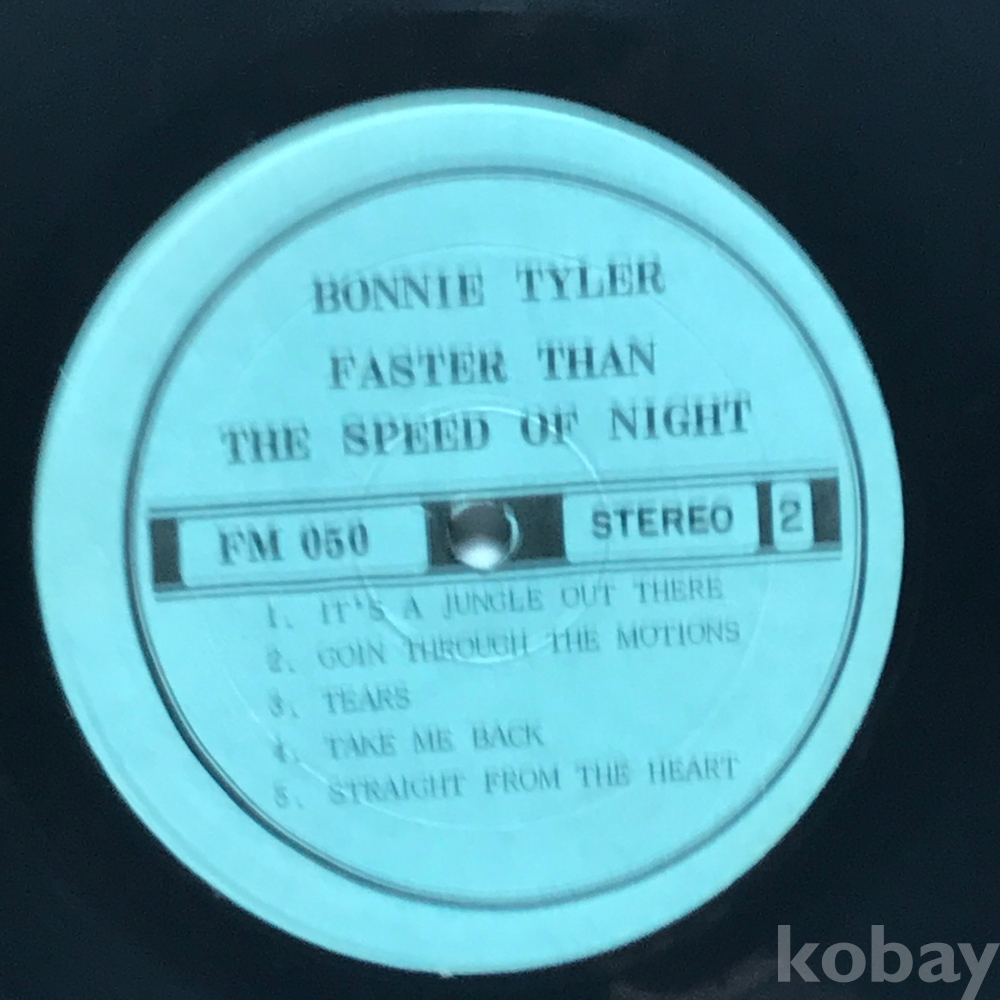 BONNIE TYLER
FASTER THAN
THE SPEED OF NIGHT
FM 050
STEREO
2
1. IT'S A JUNGLE OUT THERE
2. GOIN THROUGH THE MOTIONS
3. TEARS
4. TAKE ME BACK
5. STRAIGHT FROM THE HEART
kobay